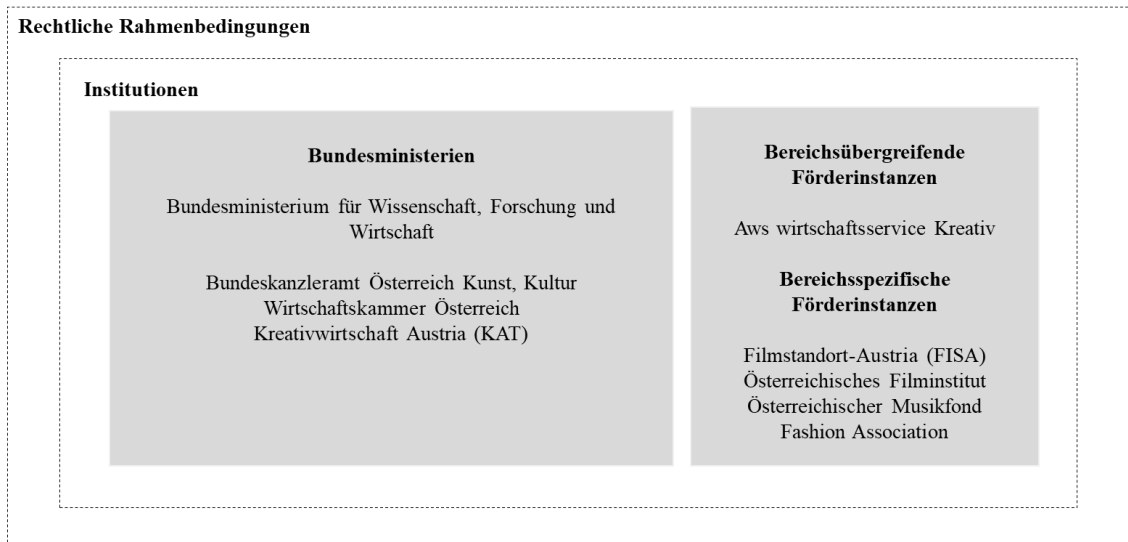 Rechtliche Rahmenbedingungen
Institutionen
Bundesministerien
Bundesministerium für Wissenschaft, Forschung und
Wirtschaft
Bundeskanzleramt Österreich Kunst, Kultur
Wirtschaftskammer Österreich
Kreativwirtschaft Austria (KAT)
Bereichsübergreifende
Förderinstanzen
Aws wirtschaftsservice Kreativ
Bereichsspezifische
Förderinstanzen
Filmstandort-Austria (FISA)
Österreichisches Filminstitut
Österreichischer Musikfond
Fashion Association